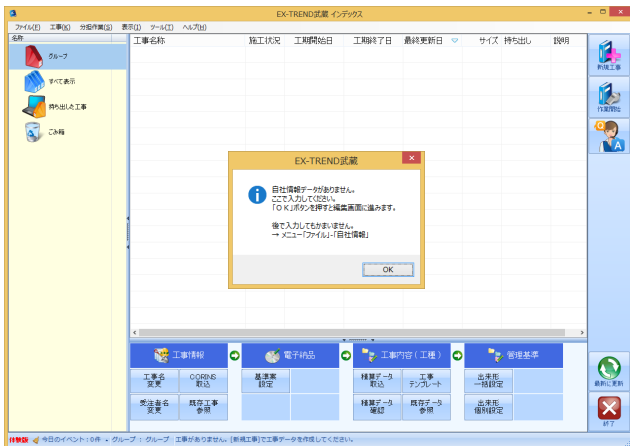 EX-TREND武蔵 インデックス
ファイル(F) 工事(K) 分担作業(S) 表示(I) ツール(T) ヘルプ(H)
名称
グループ
すべて表示
持ち出した工事
ごみ箱
工事名称 施工状況 工期開始日 工期終了日 最終更新日 サイズ 持ち出し 説明
新規工事
作業開始
EX-TREND武蔵
自社情報データがありません。
ここで入力してください。
「OK」ボタンを押すと編集画面に進みます。
後で入力してもかまいません。
→ メニュー「ファイル」-「自社情報」
OK
工事情報 電子納品 工事内容(工種) 管理基準
工事名
変更
CORINS
取込
基準案
設定
積算データ
取込
工事
テンプレート
出来形
一括設定
受注者名
変更
既存工事
参照
積算データ
確認
既存データ
参照
出来形
個別設定
最新に更新
終了
体験版 今日のイベント:0件 - グループ : グループ 工事がありません。[新規工事]で工事データを作成してください。